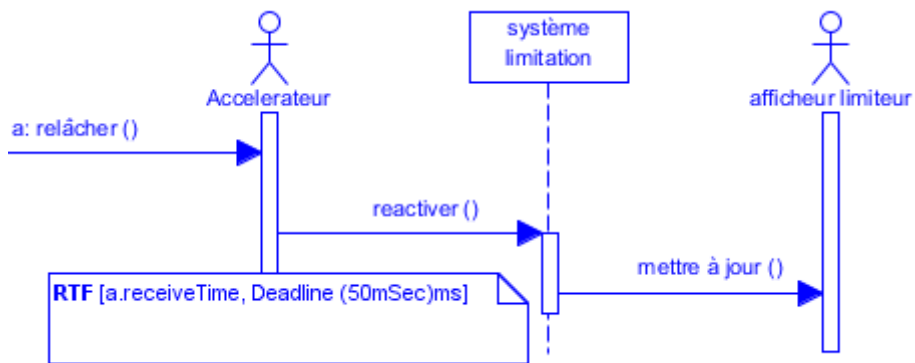 système
limitation
Accelerateur
afficheur limiteur
a: relâcher ()
reactiver ()
mettre à jour ()
RTF [a.receiveTime, Deadline (50mSec)ms]